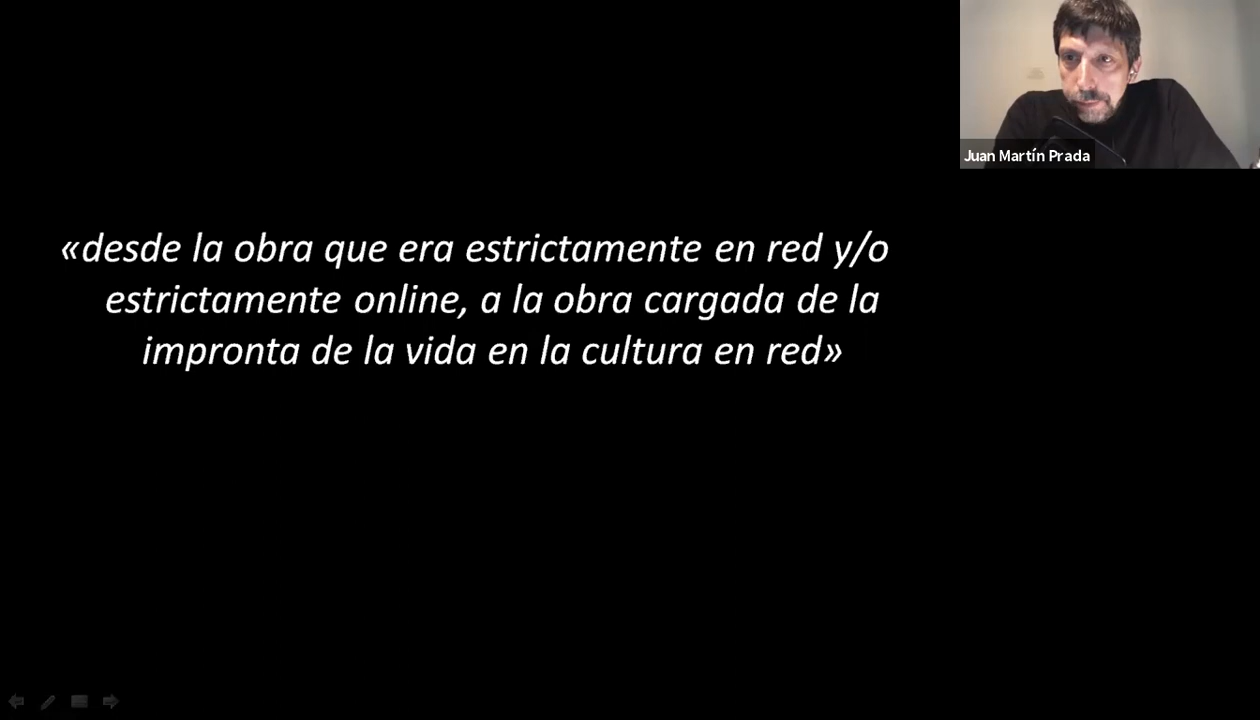 Juan Martín Prada
«desde la obra que era estrictamente en red y/o
estrictamente online, a la obra cargada de la
impronta de la vida en la cultura en red»